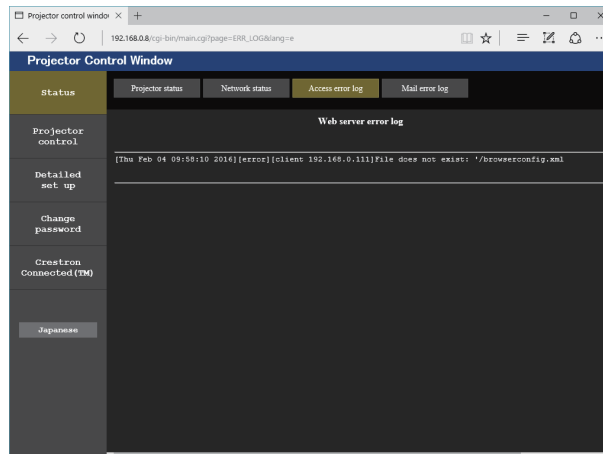 Projector control windo
192.168.0.8/cgi-bin/main.cgi?page=ERR_LOG&lang=e
Projector Control Window
Status
Projector status
Network status
Access error log
Mail error log
Web server error log
[Thu Feb 04 09:58:10 2016][error][client 192.168.0.111]File does not exist: '/browserconfig.xml
Projector
control
Detailed
set up
Change
password
Crestron
Connected(TM)
Japanese